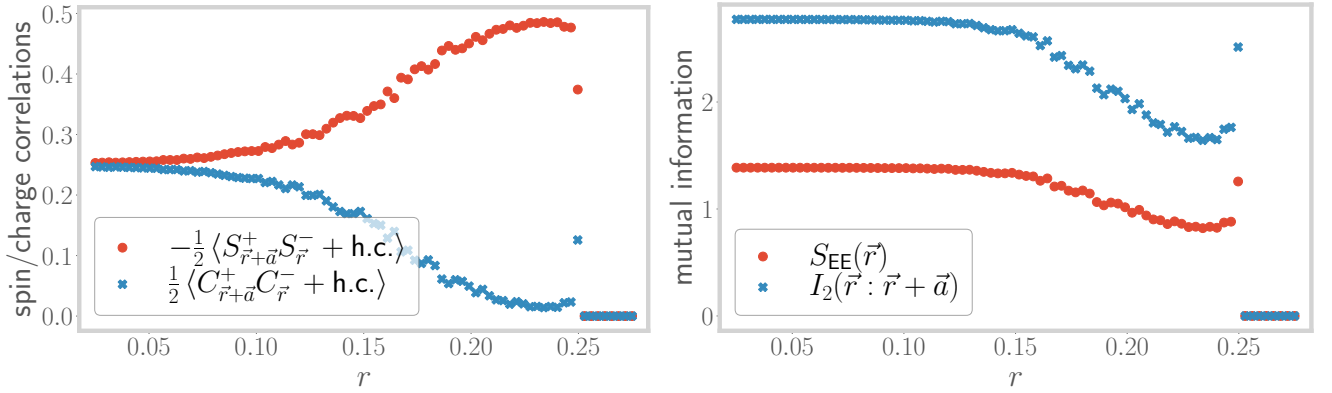 spin/charge correlations
0.5
0.4
0.3
0.2
0.1
0.0
−½⟨S⁺_{r⃗+a⃗} S⁻_{r⃗} + h.c.⟩
½⟨C⁺_{r⃗+a⃗} C⁻_{r⃗} + h.c.⟩
0.05 0.10 0.15 0.20 0.25
r
mutual information
2
1
0
S_EE(r⃗)
I₂(r⃗ : r⃗ + a⃗)
0.05 0.10 0.15 0.20 0.25
r